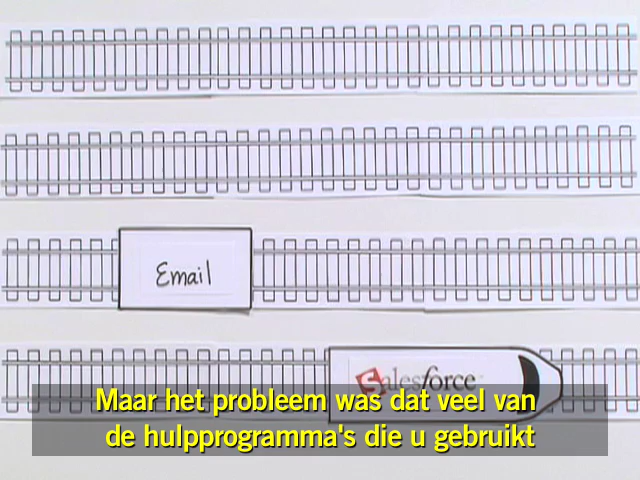 Email
Salesforce
Maar het probleem was dat veel van
de hulpprogramma's die u gebruikt